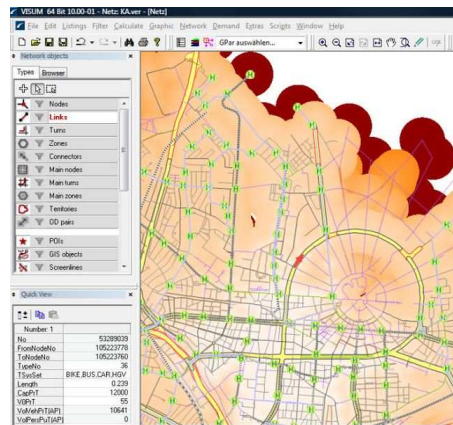 VISUM 64 Bit 10.00-01 - Netz: KA.ver - [Netz]
File Edit Listings Filter Calculate Graphic Network Demand Extras Scripts Window Help
GPar auswählen...
Network objects
Types Browser
Nodes
Links
Turns
Zones
Connectors
Main nodes
Main turns
Main zones
Territories
OD pairs
POIs
GIS objects
Screenlines
Quick View
Number: 1
No 53289039
FromNodeNo 105223778
ToNodeNo 105223760
TypeNo 36
TSysSet BIKE,BUS,CAR,HGV
Length 0.239
CapPrT 12000
V0PrT 55
VolVehPrT(AP) 10641
VolPersPuT(AP) 0